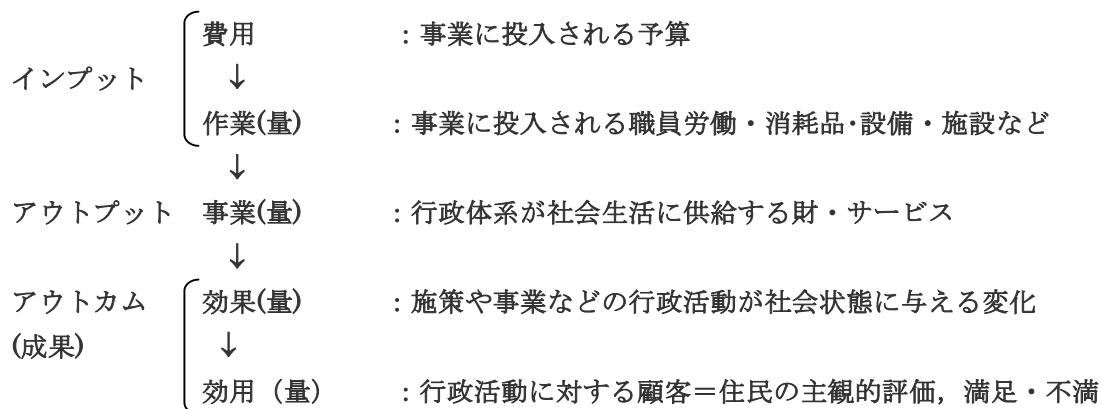 費用 : 事業に投入される予算
インプット ↓
作業(量) : 事業に投入される職員労働・消耗品・設備・施設など
↓
アウトプット 事業(量) : 行政体系が社会生活に供給する財・サービス
↓
アウトカム 効果(量) : 施策や事業などの行政活動が社会状態に与える変化
(成果) ↓
効用（量） : 行政活動に対する顧客＝住民の主観的評価，満足・不満